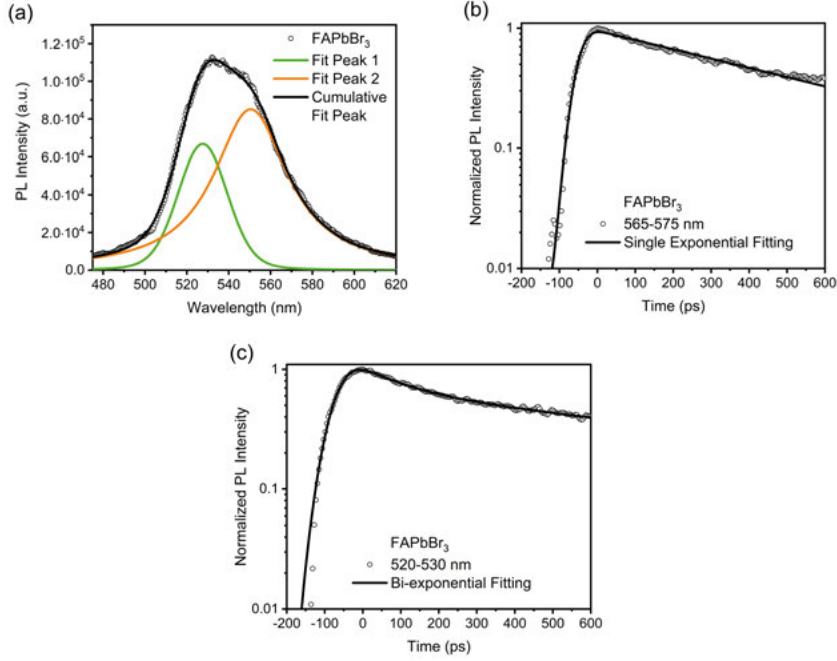 (a)
FAPbBr₃
Fit Peak 1
Fit Peak 2
Cumulative
Fit Peak
PL Intensity (a.u.)
1.2·10⁵
1.0·10⁵
8.0·10⁴
6.0·10⁴
4.0·10⁴
2.0·10⁴
0.0
480 500 520 540 560 580 600 620
Wavelength (nm)
(b)
Normalized PL Intensity
1
0.1
0.01
FAPbBr₃
565-575 nm
Single Exponential Fitting
-200 -100 0 100 200 300 400 500 600
Time (ps)
(c)
Normalized PL Intensity
1
0.1
0.01
FAPbBr₃
520-530 nm
Bi-exponential Fitting
-200 -100 0 100 200 300 400 500 600
Time (ps)